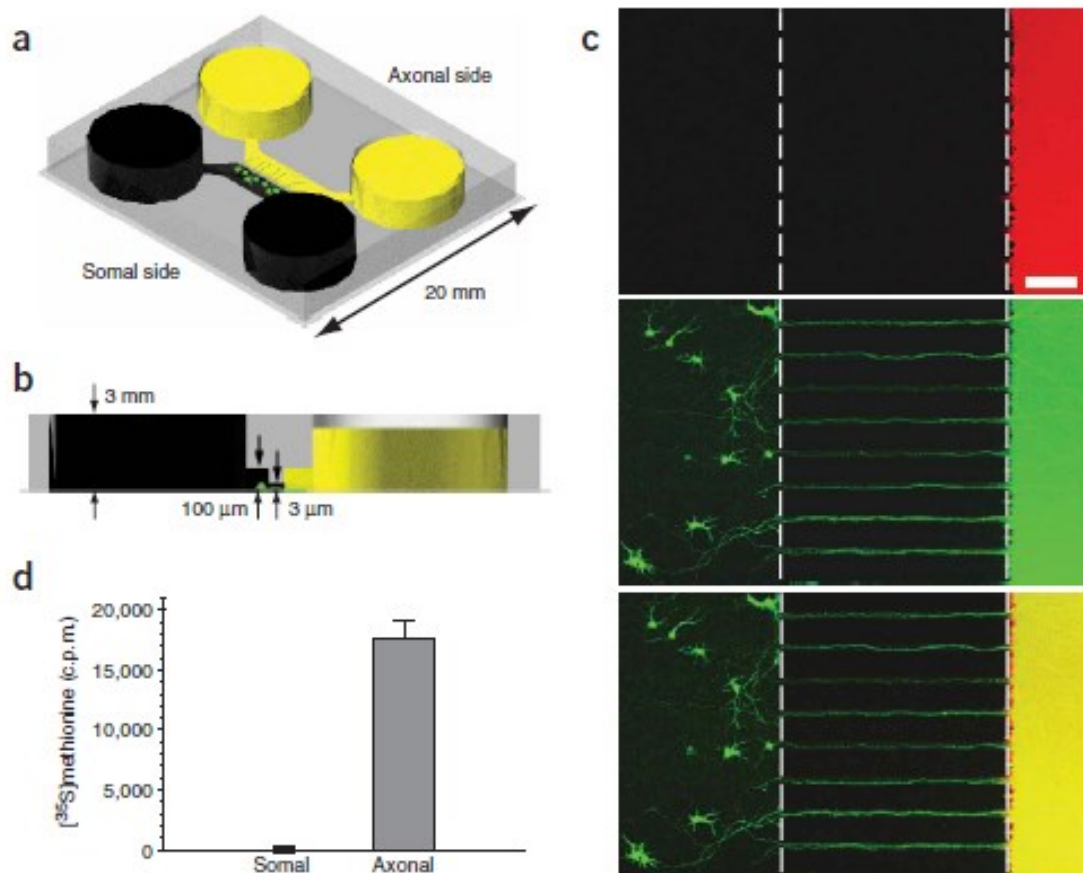 a
Axonal side
Somal side
20 mm
b
3 mm
100 μm
3 μm
c
d
[³⁵S]methionine (c.p.m.)
20,000
15,000
10,000
5,000
0
Somal
Axonal